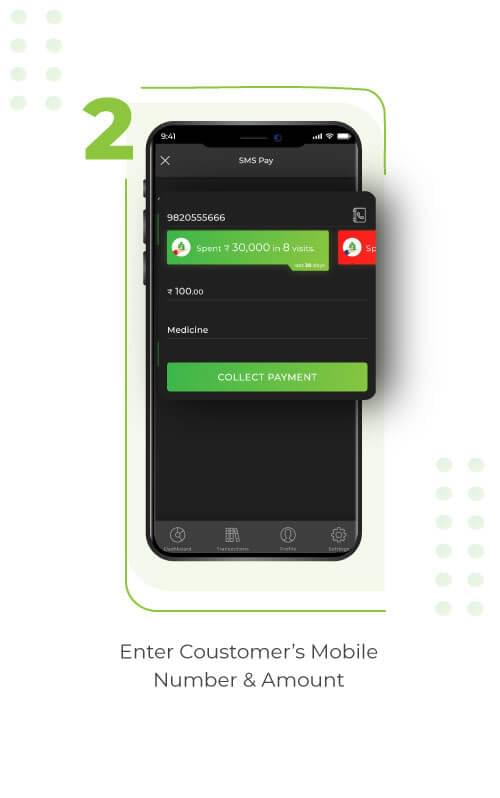 2
9:41
SMS Pay
9820555666
Spent ₹ 30,000 in 8 visits.
Sp
last 30 days
₹ 100.00
Medicine
COLLECT PAYMENT
Dashboard
Transactions
Profile
Settings
Enter Coustomer’s Mobile
Number & Amount